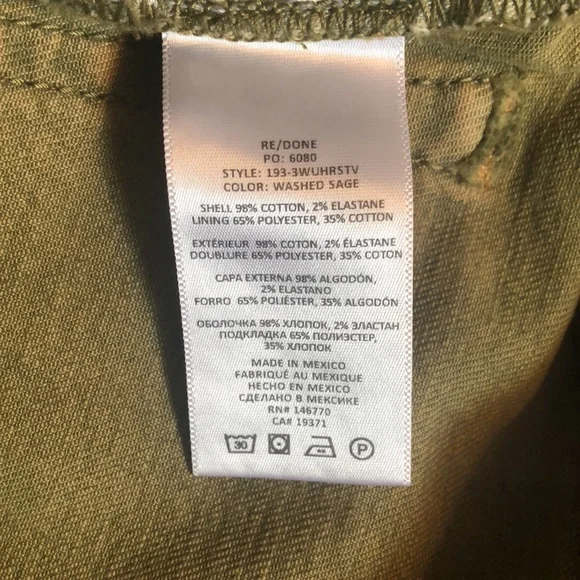 RE/DONE
PO: 6080
STYLE: 193-3WUHRSTV
COLOR: WASHED SAGE
SHELL 98% COTTON, 2% ELASTANE
LINING 65% POLYESTER, 35% COTTON
EXTÉRIEUR 98% COTON, 2% ÉLASTANE
DOUBLURE 65% POLYESTER, 35% COTON
CAPA EXTERNA 98% ALGODÓN,
2% ELASTANO
FORRO 65% POLIÉSTER, 35% ALGODÓN
ОБОЛОЧКА 98% ХЛОПОК, 2% ЭЛАСТАН
ПОДКЛАДКА 65% ПОЛИЭСТЕР,
35% ХЛОПОК
MADE IN MEXICO
FABRIQUÉ AU MEXIQUE
HECHO EN MEXICO
СДЕЛАНО В МЕКСИКЕ
RN# 146770
CA# 19371
30 P